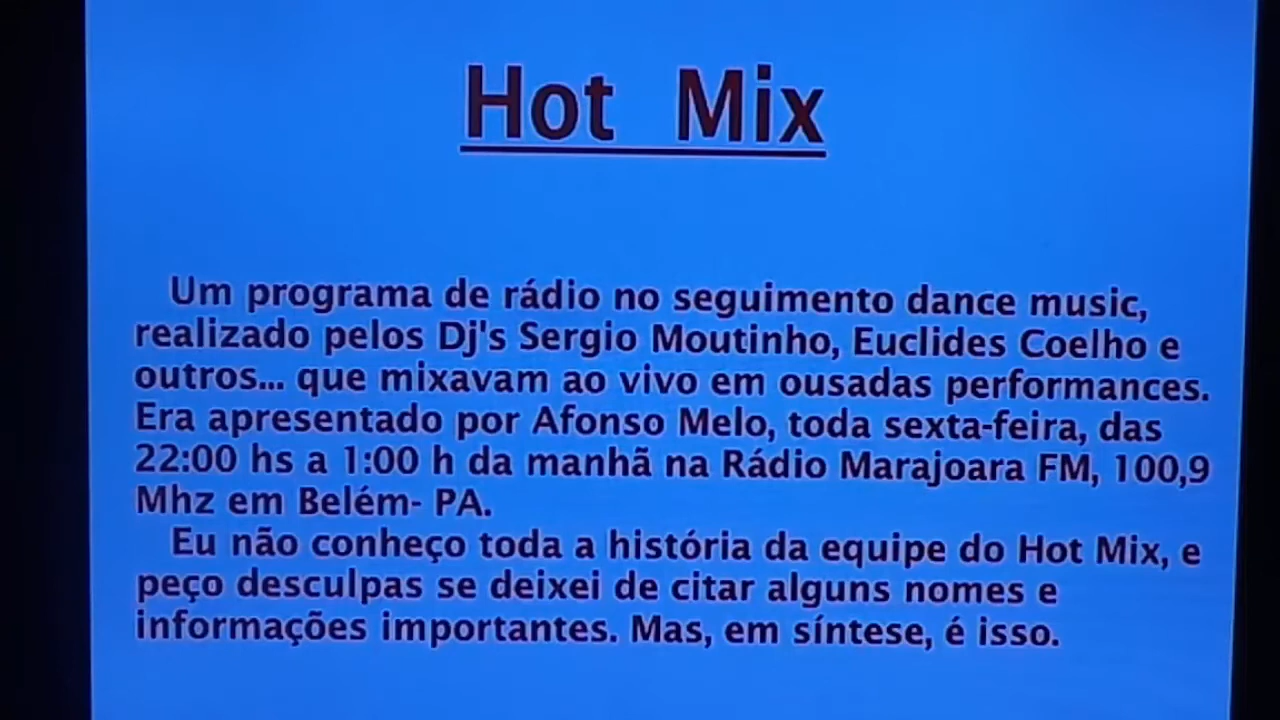 Hot Mix
Um programa de rádio no seguimento dance music,
realizado pelos Dj's Sergio Moutinho, Euclides Coelho e
outros... que mixavam ao vivo em ousadas performances.
Era apresentado por Afonso Melo, toda sexta-feira, das
22:00 hs a 1:00 h da manhã na Rádio Marajoara FM, 100,9
Mhz em Belém- PA.
Eu não conheço toda a história da equipe do Hot Mix, e
peço desculpas se deixei de citar alguns nomes e
informações importantes. Mas, em síntese, é isso.